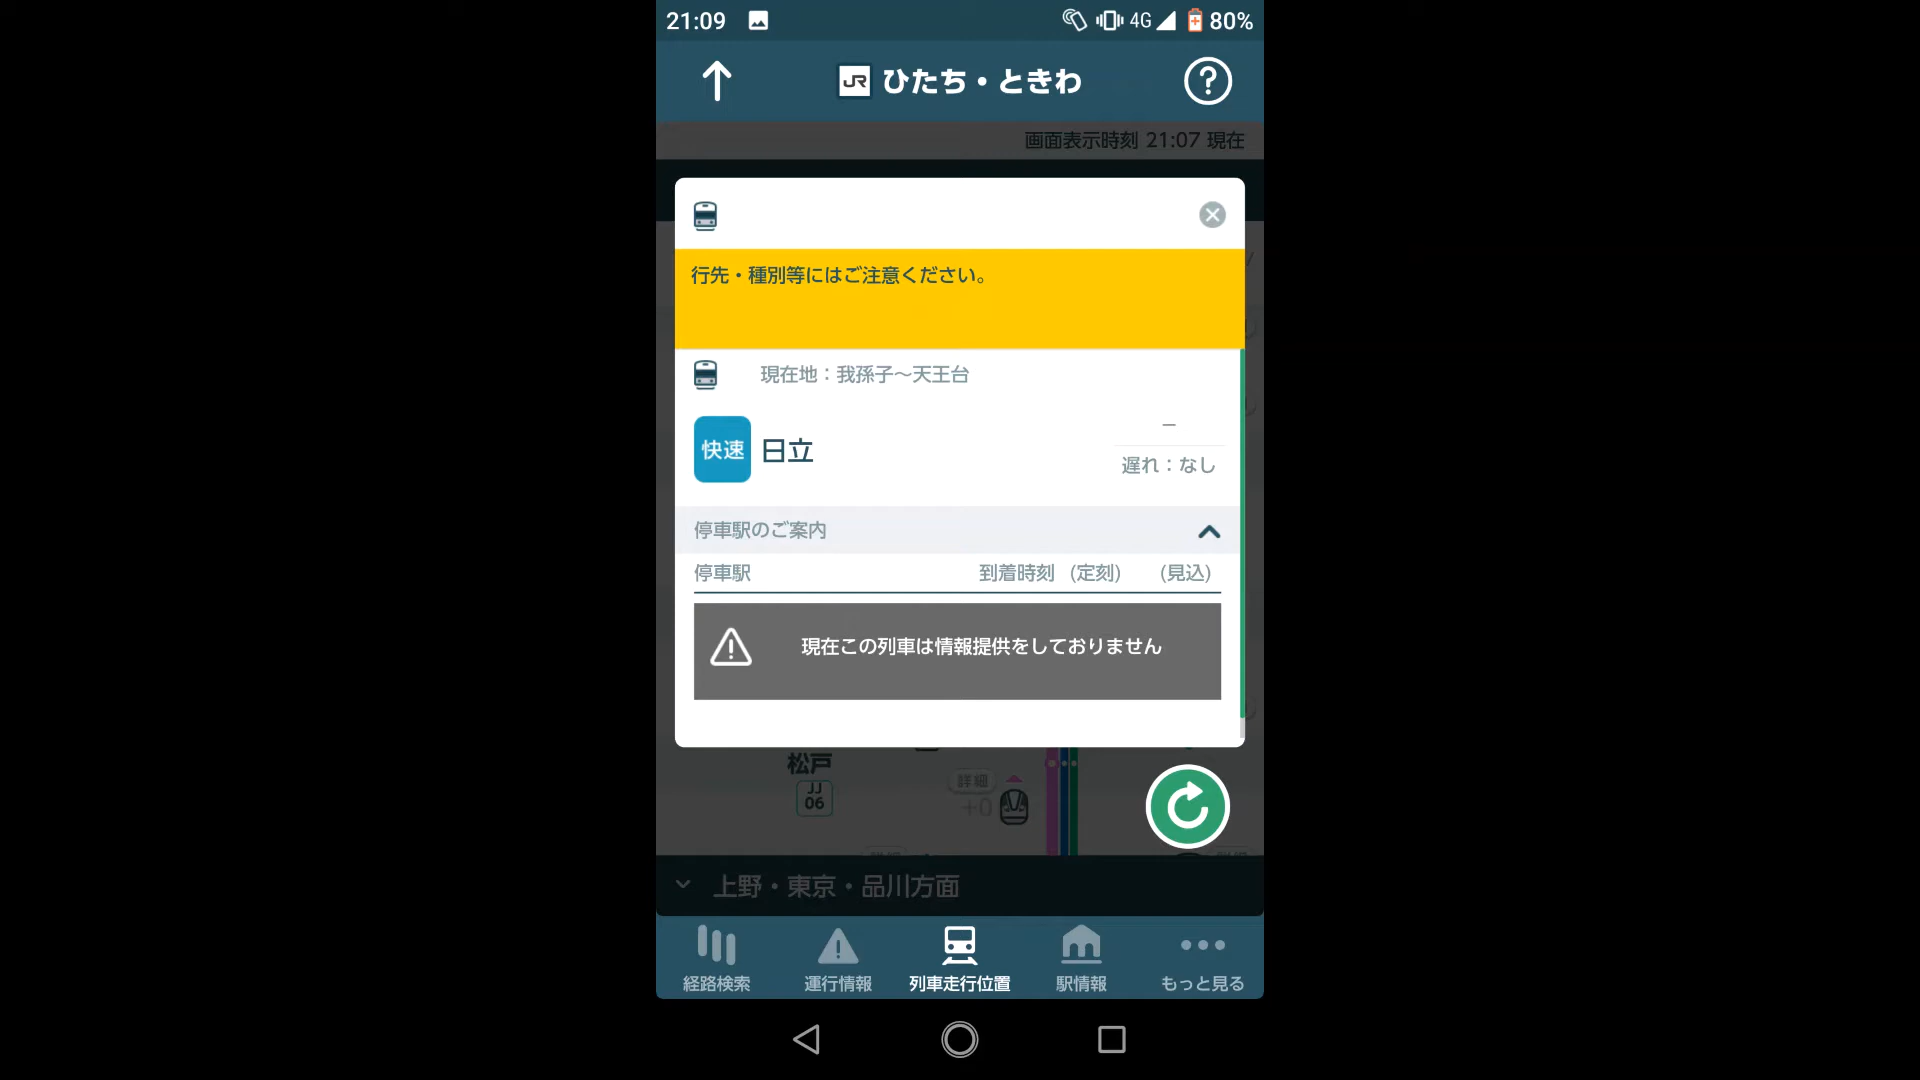 21:09 4G 80%
JR ひたち・ときわ ?
画面表示時刻 21:07 現在
行先・種別等にはご注意ください。
現在地：我孫子～天王台
快速 日立 －
遅れ：なし
停車駅のご案内
停車駅 到着時刻 (定刻) (見込)
現在この列車は情報提供をしておりません
松戸
JJ
06
詳細
+0
上野・東京・品川方面
経路検索 運行情報 列車走行位置 駅情報 もっと見る